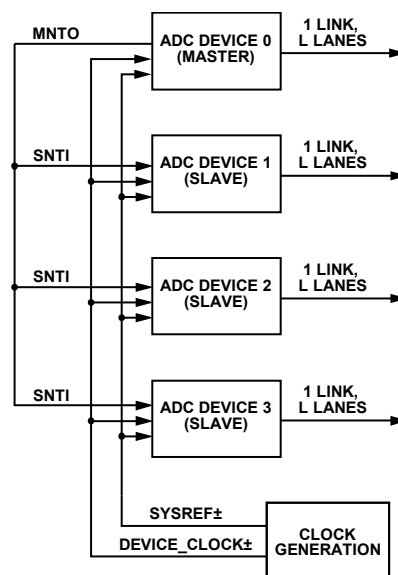 MNTO
ADC DEVICE 0
(MASTER)
1 LINK,
L LANES
SNTI
ADC DEVICE 1
(SLAVE)
1 LINK,
L LANES
SNTI
ADC DEVICE 2
(SLAVE)
1 LINK,
L LANES
SNTI
ADC DEVICE 3
(SLAVE)
1 LINK,
L LANES
SYSREF±
DEVICE_CLOCK±
CLOCK
GENERATION